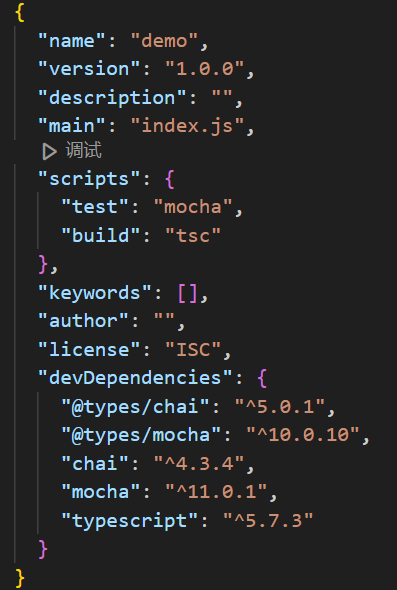 {
  "name": "demo",
  "version": "1.0.0",
  "description": "",
  "main": "index.js",
  ▷ 调试
  "scripts": {
    "test": "mocha",
    "build": "tsc"
  },
  "keywords": [],
  "author": "",
  "license": "ISC",
  "devDependencies": {
    "@types/chai": "^5.0.1",
    "@types/mocha": "^10.0.10",
    "chai": "^4.3.4",
    "mocha": "^11.0.1",
    "typescript": "^5.7.3"
  }
}